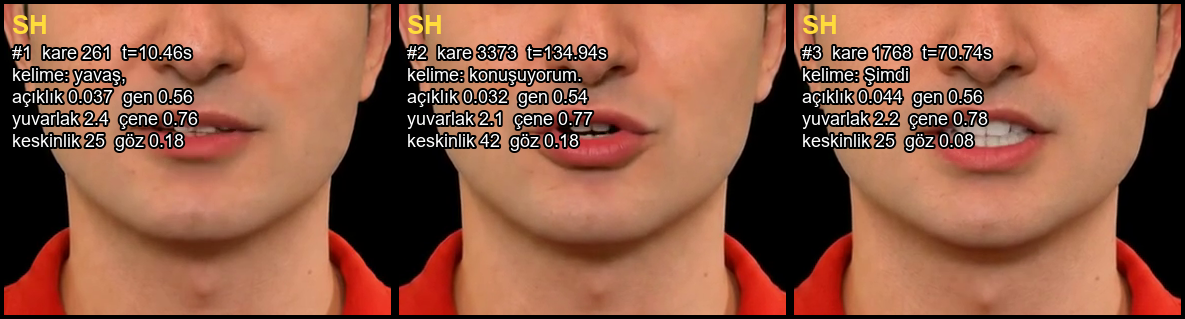 SH
#1 kare 261 t=10.46s
kelime: yavaş,
açıklık 0.037 gen 0.56
yuvarlak 2.4 çene 0.76
keskinlik 25 göz 0.18
SH
#2 kare 3373 t=134.94s
kelime: konuşuyorum.
açıklık 0.032 gen 0.54
yuvarlak 2.1 çene 0.77
keskinlik 42 göz 0.18
SH
#3 kare 1768 t=70.74s
kelime: Şimdi
açıklık 0.044 gen 0.56
yuvarlak 2.2 çene 0.78
keskinlik 25 göz 0.08